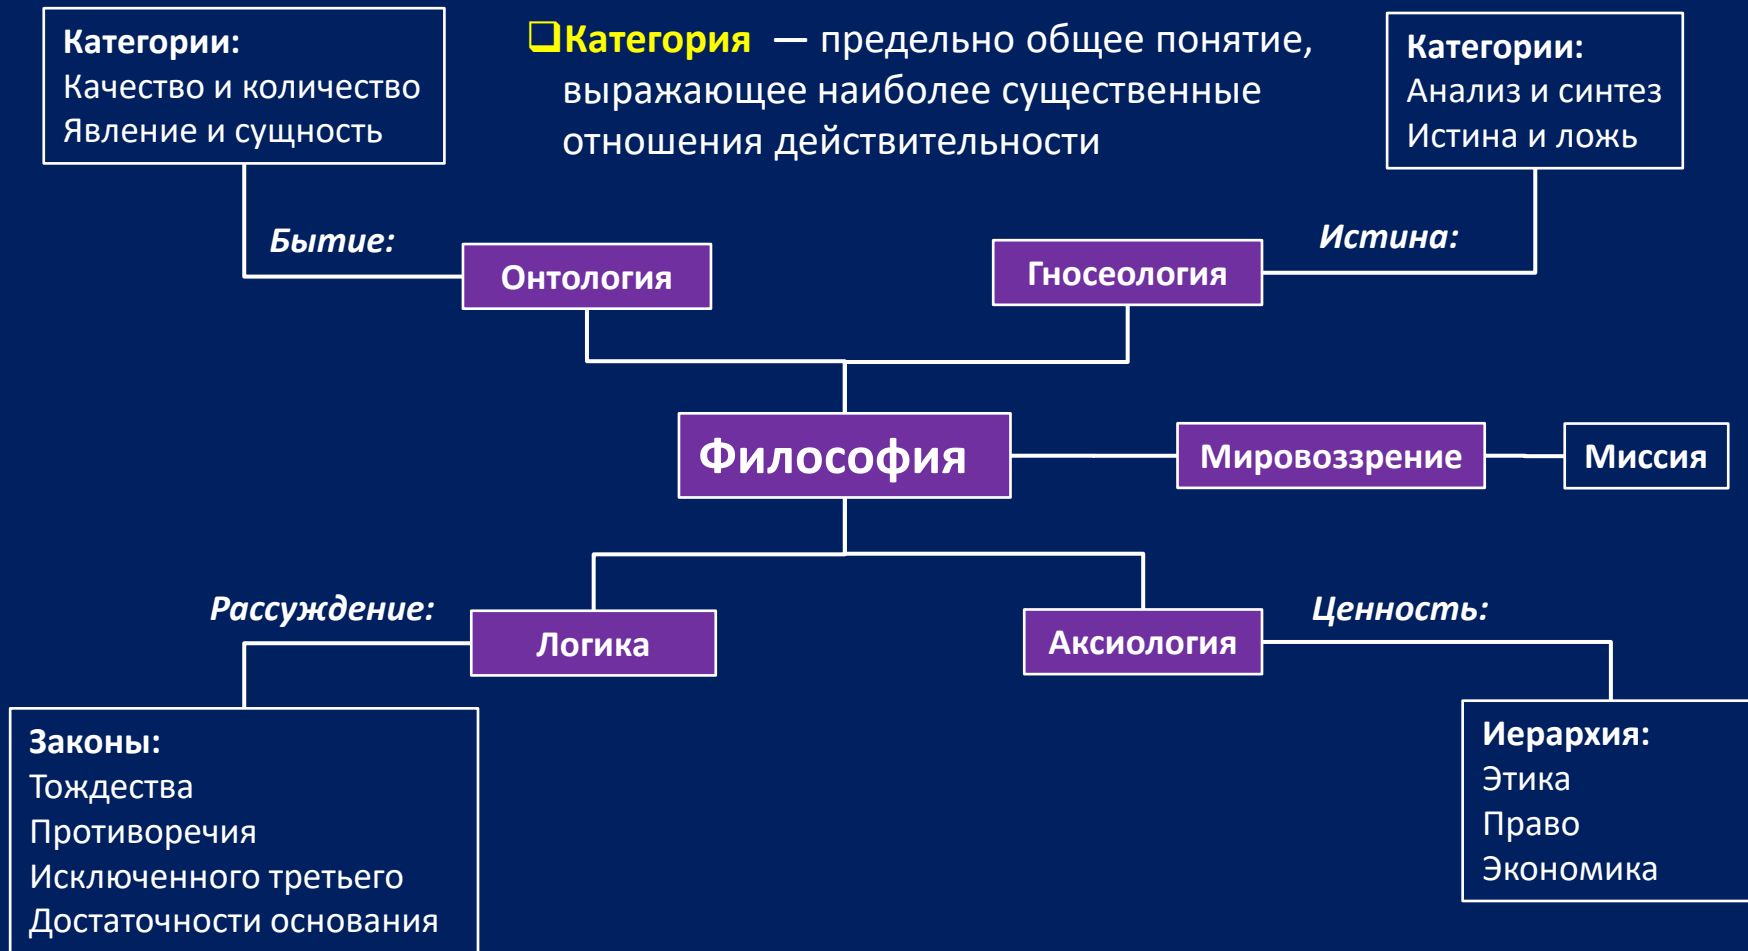 Категории:
Качество и количество
Явление и сущность
❑Категория — предельно общее понятие,
выражающее наиболее существенные
отношения действительности
Категории:
Анализ и синтез
Истина и ложь
Бытие:
Онтология
Гносеология
Истина:
Философия
Мировоззрение
Миссия
Рассуждение:
Логика
Аксиология
Ценность:
Законы:
Тождества
Противоречия
Исключенного третьего
Достаточности основания
Иерархия:
Этика
Право
Экономика